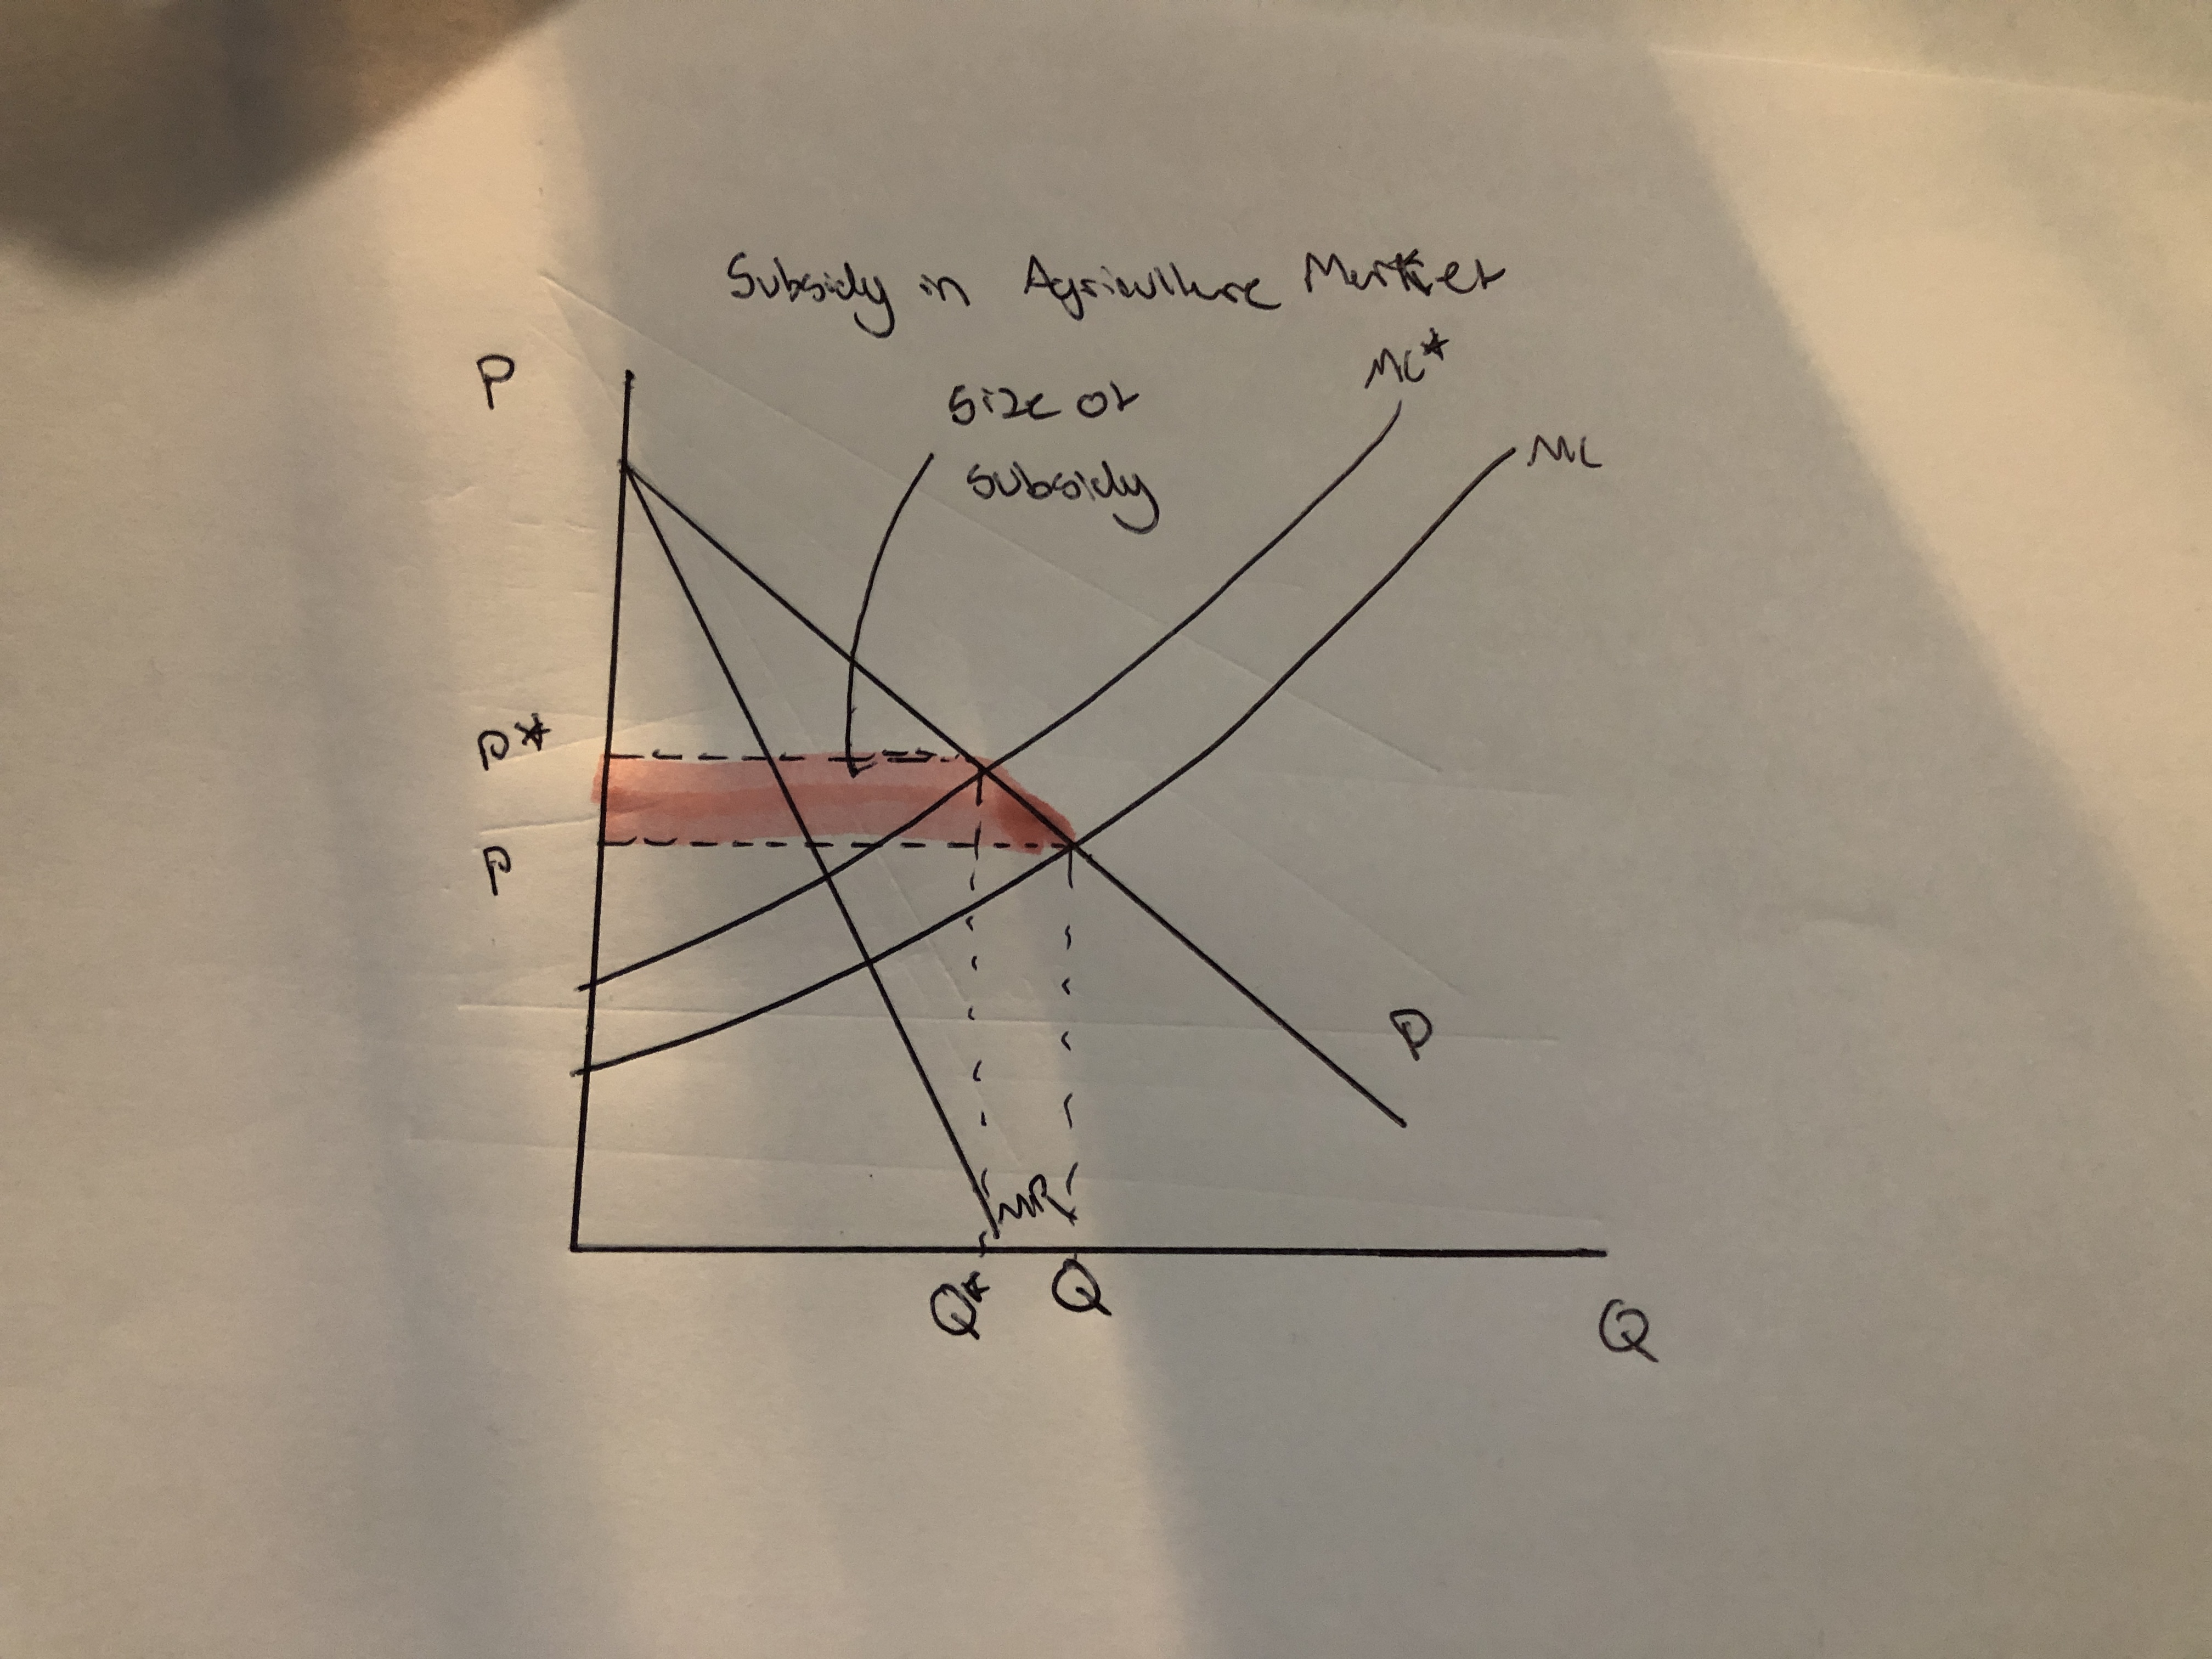 Subsidy in Agriculture Market
P
Size of
subsidy
MC*
MC
P*
P
D
MR
Q*
Q
Q